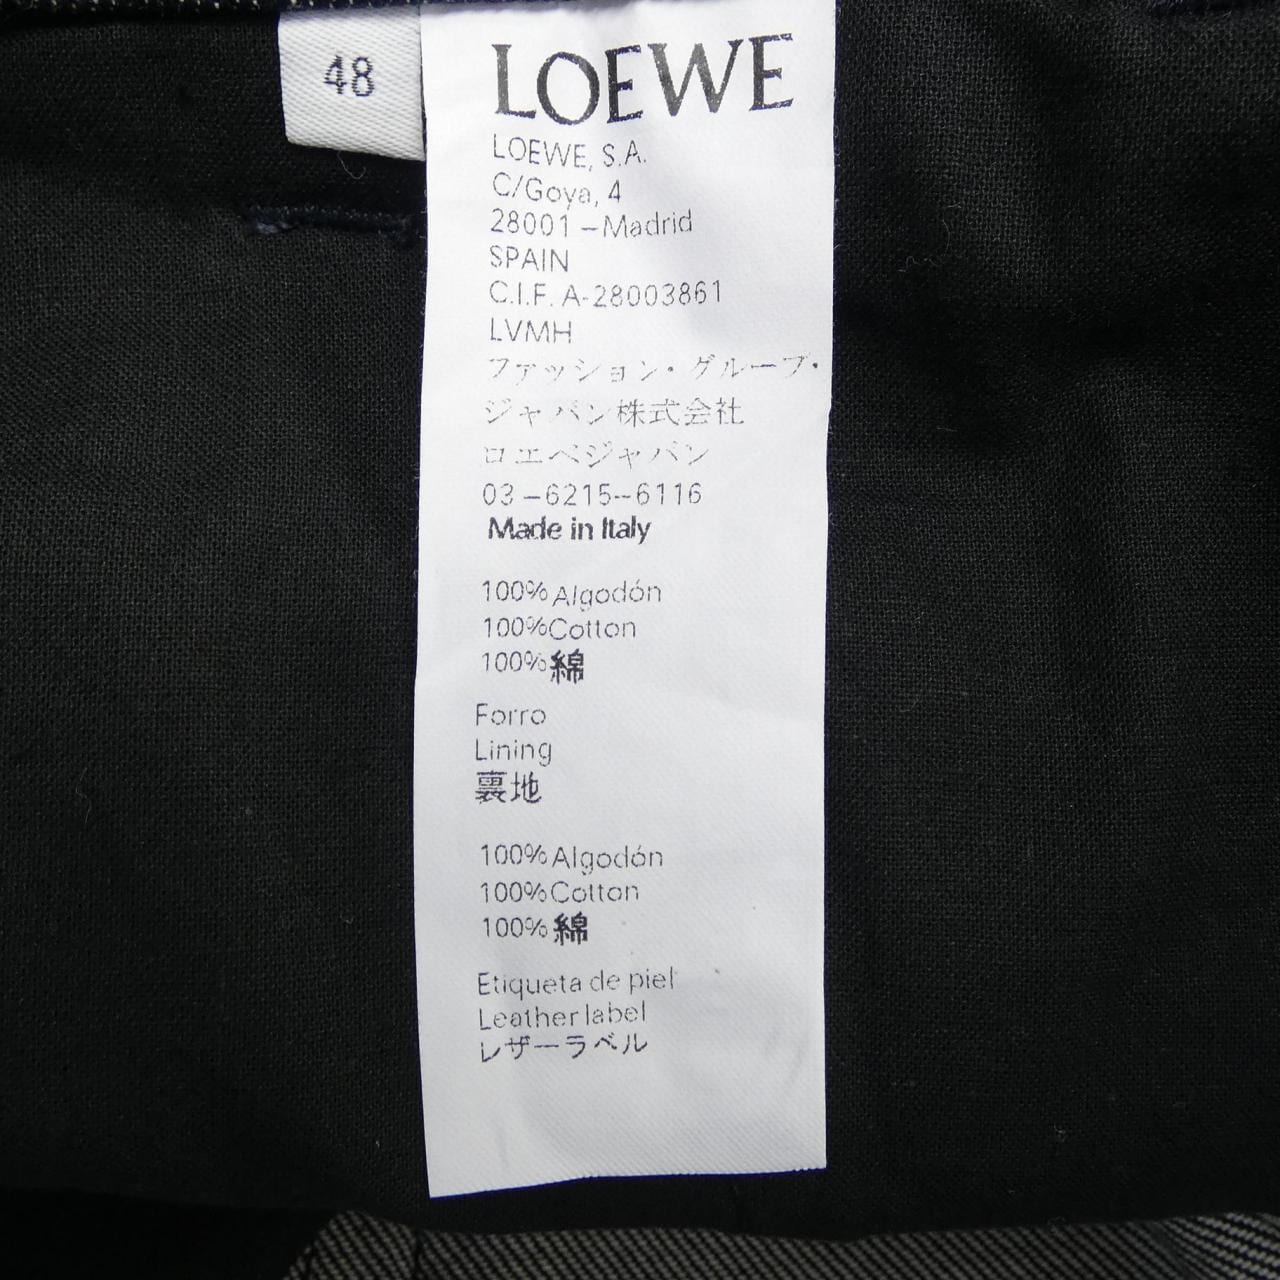 48
LOEWE
LOEWE, S.A.
C/Goya, 4
28001 -Madrid
SPAIN
C.I.F. A-28003861
LVMH
ファッション・グループ・
ジャパン株式会社
ロエベジャパン
03 -6215--6116
Made in Italy
100% Algodón
100%Cotton
100%綿
Forro
Lining
裏地
100% Algodón
100%Cotton
100%綿
Etiqueta de piel
Leather label
レザーラベル